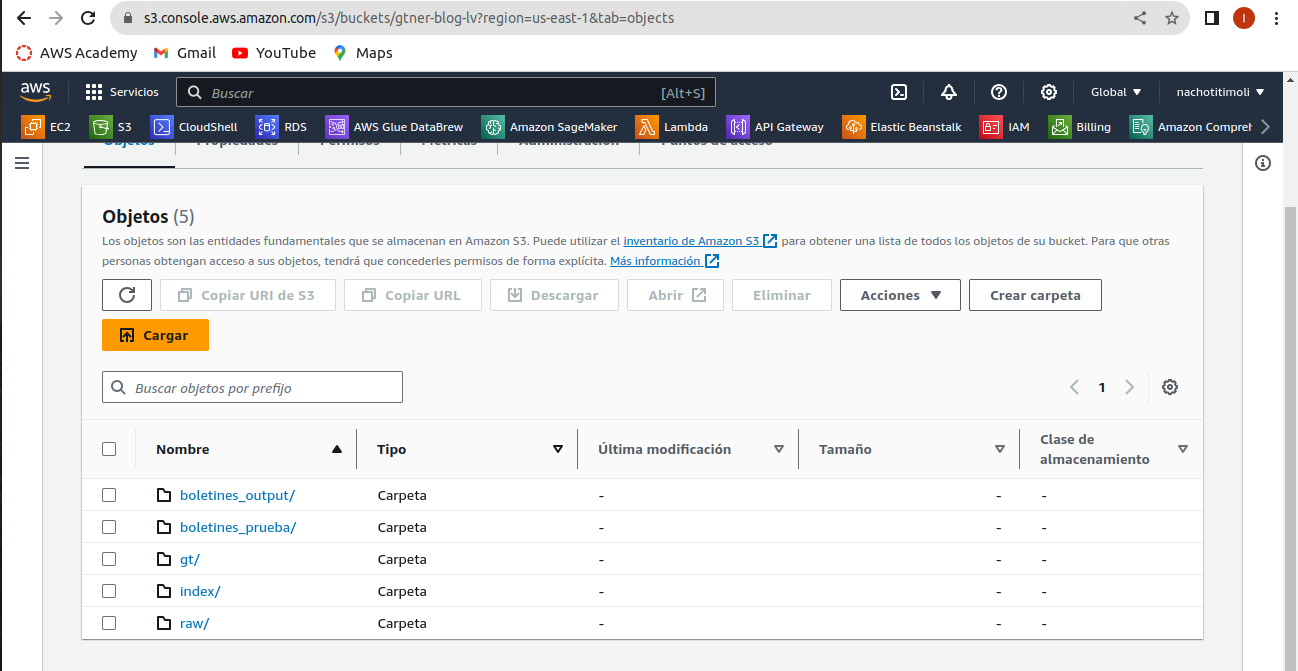 s3.console.aws.amazon.com/s3/buckets/gtner-blog-lv?region=us-east-1&tab=objects
I
AWS Academy Gmail YouTube Maps
aws Servicios Buscar [Alt+S] Global nachotitimoli
EC2 S3 CloudShell RDS AWS Glue DataBrew Amazon SageMaker Lambda API Gateway Elastic Beanstalk IAM Billing Amazon Compreh
Objetos Propiedades Permisos Métricas Administración Puntos de acceso
Objetos (5)
Los objetos son las entidades fundamentales que se almacenan en Amazon S3. Puede utilizar el inventario de Amazon S3 para obtener una lista de todos los objetos de su bucket. Para que otras
personas obtengan acceso a sus objetos, tendrá que concederles permisos de forma explícita. Más información
Copiar URI de S3 Copiar URL Descargar Abrir Eliminar Acciones Crear carpeta
Cargar
Buscar objetos por prefijo 1
Nombre Tipo Última modificación Tamaño Clase de
almacenamiento
boletines_output/ Carpeta - - -
boletines_prueba/ Carpeta - - -
gt/ Carpeta - - -
index/ Carpeta - - -
raw/ Carpeta - - -